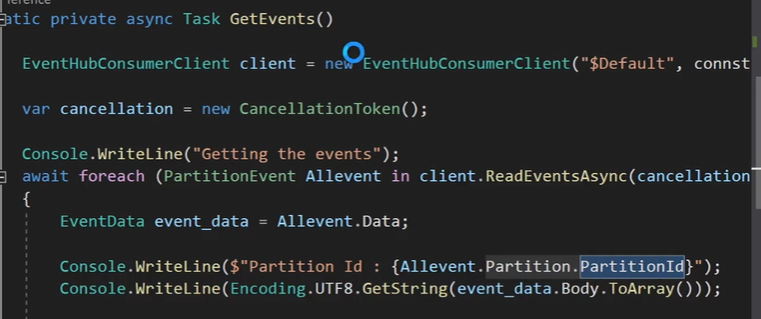 static private async Task GetEvents()
EventHubConsumerClient client = new EventHubConsumerClient("$Default", connst
var cancellation = new CancellationToken();
Console.WriteLine("Getting the events");
await foreach (PartitionEvent Allevent in client.ReadEventsAsync(cancellation
{
EventData event_data = Allevent.Data;
Console.WriteLine($"Partition Id : {Allevent.Partition.PartitionId}");
Console.WriteLine(Encoding.UTF8.GetString(event_data.Body.ToArray()));